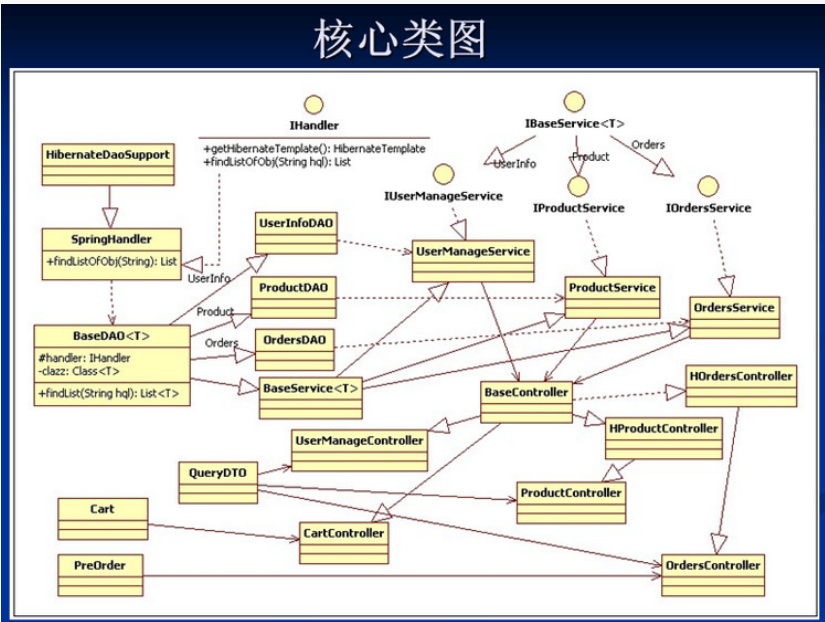 核心类图
IHandler
+getHibernateTemplate(): HibernateTemplate
+findListOfObj(String hql): List
IBaseService<T>
UserInfo
Product
Orders
HibernateDaoSupport
IUserManageService
IProductService
IOrdersService
SpringHandler
+findListOfObj(String): List
UserInfoDAO
UserManageService
UserInfo
ProductDAO
ProductService
Product
OrdersService
BaseDAO<T>
#handler: IHandler
-clazz: Class<T>
+findList(String hql): List<T>
Orders
OrdersDAO
BaseService<T>
BaseController
HOrdersController
UserManageController
HProductController
QueryDTO
ProductController
Cart
CartController
PreOrder
OrdersController